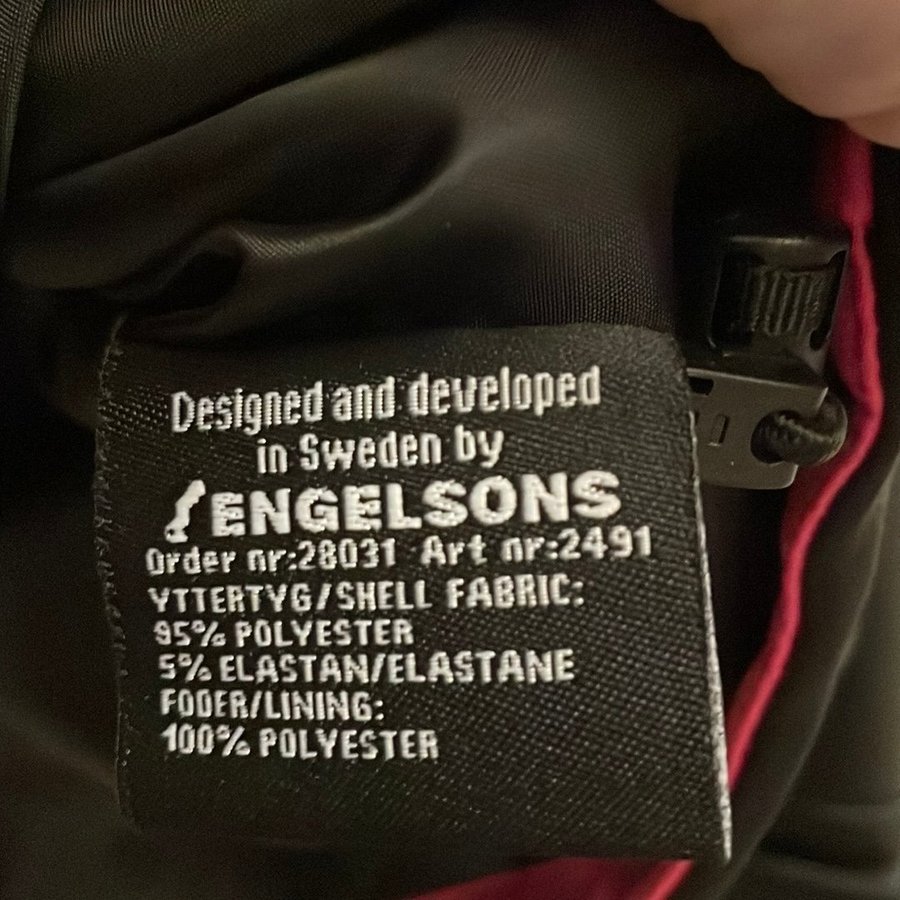 Designed and developed
in Sweden by
ENGELSONS
Order nr:28031 Art nr:2491
YTTERTYG/SHELL FABRIC:
95% POLYESTER
5% ELASTAN/ELASTANE
FODER/LINING:
100% POLYESTER